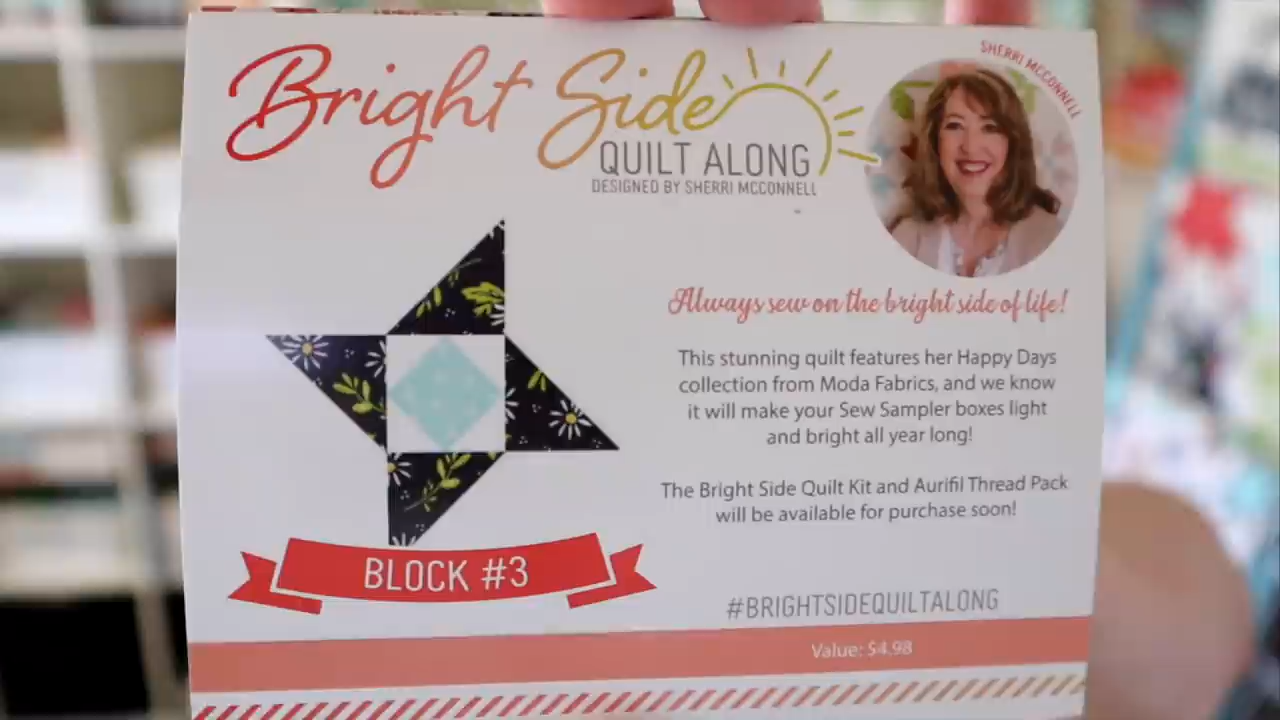 Bright Side
QUILT ALONG
DESIGNED BY SHERRI MCCONNELL
SHERRI MCCONNELL
Always sew on the bright side of life!
This stunning quilt features her Happy Days
collection from Moda Fabrics, and we know
it will make your Sew Sampler boxes light
and bright all year long!
The Bright Side Quilt Kit and Aurifil Thread Pack
will be available for purchase soon!
BLOCK #3
#BRIGHTSIDEQUILTALONG
Value: $4.98